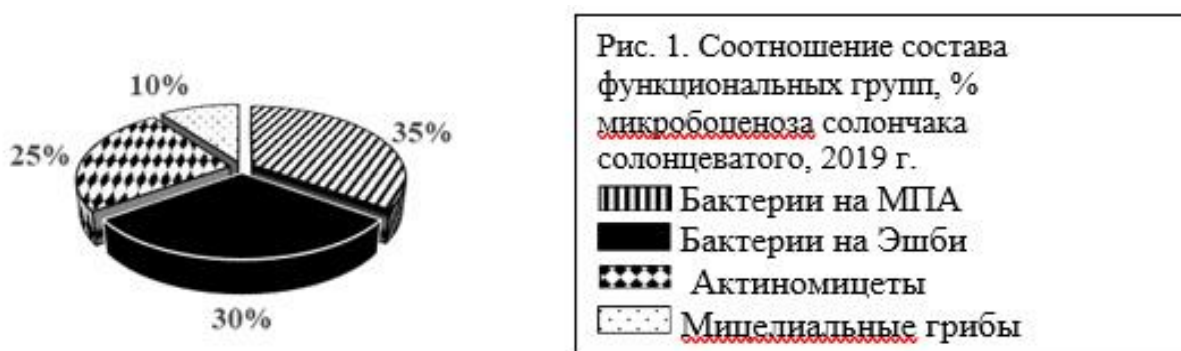 10%
35%
25%
30%
Рис. 1. Соотношение состава
функциональных групп, %
микробоценоза солончака
солонцеватого, 2019 г.
Бактерии на МПА
Бактерии на Эшби
Актиномицеты
Мицелиальные грибы